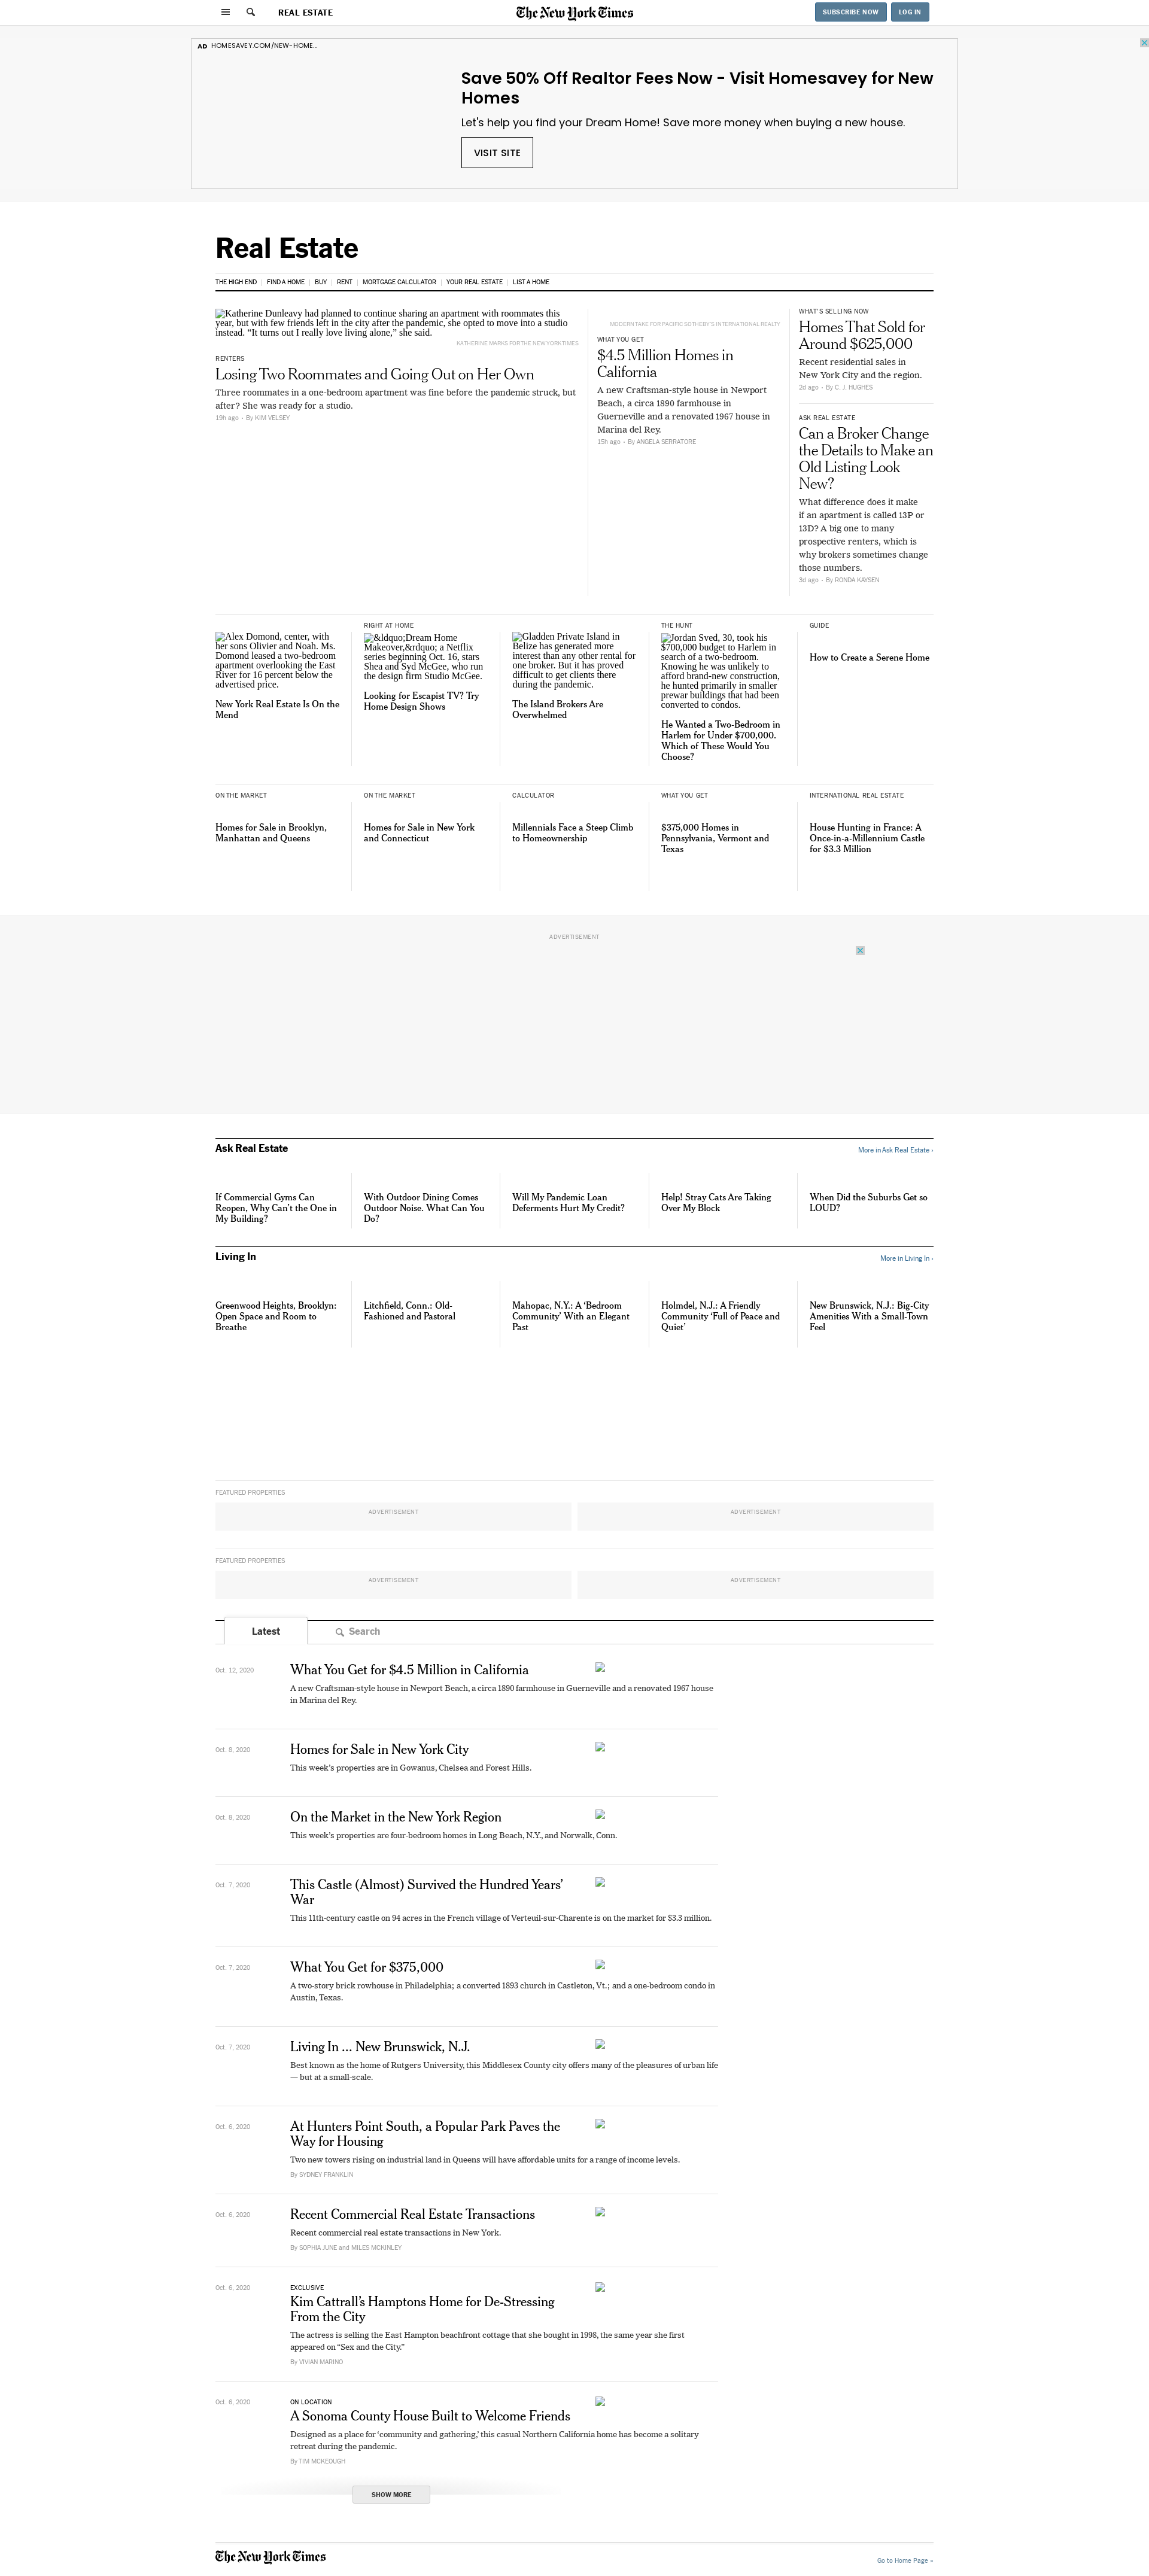 REAL ESTATE
The New York Times
SUBSCRIBE NOW
LOG IN
AD HOMESAVEY.COM/NEW-HOME...
Save 50% Off Realtor Fees Now - Visit Homesavey for New
Homes
Let's help you find your Dream Home! Save more money when buying a new house.
VISIT SITE
Real Estate
THE HIGH END
FIND A HOME
BUY
RENT
MORTGAGE CALCULATOR
YOUR REAL ESTATE
LIST A HOME
Katherine Dunleavy had planned to continue sharing an apartment with roommates this
year, but with few friends left in the city after the pandemic, she opted to move into a studio
instead. “It turns out I really love living alone,” she said.
KATHERINE MARKS FOR THE NEW YORK TIMES
RENTERS
Losing Two Roommates and Going Out on Her Own
Three roommates in a one-bedroom apartment was fine before the pandemic struck, but
after? She was ready for a studio.
19h ago - By KIM VELSEY
MODERN TAKE FOR PACIFIC SOTHEBY'S INTERNATIONAL REALTY
WHAT YOU GET
$4.5 Million Homes in
California
A new Craftsman-style house in Newport
Beach, a circa 1890 farmhouse in
Guerneville and a renovated 1967 house in
Marina del Rey.
15h ago - By ANGELA SERRATORE
WHAT'S SELLING NOW
Homes That Sold for
Around $625,000
Recent residential sales in
New York City and the region.
2d ago - By C. J. HUGHES
ASK REAL ESTATE
Can a Broker Change
the Details to Make an
Old Listing Look
New?
What difference does it make
if an apartment is called 13P or
13D? A big one to many
prospective renters, which is
why brokers sometimes change
those numbers.
3d ago - By RONDA KAYSEN
Alex Domond, center, with
her sons Olivier and Noah. Ms.
Domond leased a two-bedroom
apartment overlooking the East
River for 16 percent below the
advertised price.
New York Real Estate Is On the
Mend
RIGHT AT HOME
&ldquo;Dream Home
Makeover,&rdquo; a Netflix
series beginning Oct. 16, stars
Shea and Syd McGee, who run
the design firm Studio McGee.
Looking for Escapist TV? Try
Home Design Shows
Gladden Private Island in
Belize has generated more
interest than any other rental for
one broker. But it has proved
difficult to get clients there
during the pandemic.
The Island Brokers Are
Overwhelmed
THE HUNT
Jordan Sved, 30, took his
$700,000 budget to Harlem in
search of a two-bedroom.
Knowing he was unlikely to
afford brand-new construction,
he hunted primarily in smaller
prewar buildings that had been
converted to condos.
He Wanted a Two-Bedroom in
Harlem for Under $700,000.
Which of These Would You
Choose?
GUIDE
How to Create a Serene Home
ON THE MARKET
Homes for Sale in Brooklyn,
Manhattan and Queens
ON THE MARKET
Homes for Sale in New York
and Connecticut
CALCULATOR
Millennials Face a Steep Climb
to Homeownership
WHAT YOU GET
$375,000 Homes in
Pennsylvania, Vermont and
Texas
INTERNATIONAL REAL ESTATE
House Hunting in France: A
Once-in-a-Millennium Castle
for $3.3 Million
ADVERTISEMENT
Ask Real Estate
More in Ask Real Estate ›
If Commercial Gyms Can
Reopen, Why Can't the One in
My Building?
With Outdoor Dining Comes
Outdoor Noise. What Can You
Do?
Will My Pandemic Loan
Deferments Hurt My Credit?
Help! Stray Cats Are Taking
Over My Block
When Did the Suburbs Get so
LOUD?
Living In
More in Living In ›
Greenwood Heights, Brooklyn:
Open Space and Room to
Breathe
Litchfield, Conn.: Old-
Fashioned and Pastoral
Mahopac, N.Y.: A ‘Bedroom
Community’ With an Elegant
Past
Holmdel, N.J.: A Friendly
Community ‘Full of Peace and
Quiet’
New Brunswick, N.J.: Big-City
Amenities With a Small-Town
Feel
FEATURED PROPERTIES
ADVERTISEMENT
ADVERTISEMENT
FEATURED PROPERTIES
ADVERTISEMENT
ADVERTISEMENT
Latest
Search
Oct. 12, 2020
What You Get for $4.5 Million in California
A new Craftsman-style house in Newport Beach, a circa 1890 farmhouse in Guerneville and a renovated 1967 house
in Marina del Rey.
Oct. 8, 2020
Homes for Sale in New York City
This week’s properties are in Gowanus, Chelsea and Forest Hills.
Oct. 8, 2020
On the Market in the New York Region
This week’s properties are four-bedroom homes in Long Beach, N.Y., and Norwalk, Conn.
Oct. 7, 2020
This Castle (Almost) Survived the Hundred Years’
War
This 11th-century castle on 94 acres in the French village of Verteuil-sur-Charente is on the market for $3.3 million.
Oct. 7, 2020
What You Get for $375,000
A two-story brick rowhouse in Philadelphia; a converted 1893 church in Castleton, Vt.; and a one-bedroom condo in
Austin, Texas.
Oct. 7, 2020
Living In ... New Brunswick, N.J.
Best known as the home of Rutgers University, this Middlesex County city offers many of the pleasures of urban life
— but at a small-scale.
Oct. 6, 2020
At Hunters Point South, a Popular Park Paves the
Way for Housing
Two new towers rising on industrial land in Queens will have affordable units for a range of income levels.
By SYDNEY FRANKLIN
Oct. 6, 2020
Recent Commercial Real Estate Transactions
Recent commercial real estate transactions in New York.
By SOPHIA JUNE and MILES MCKINLEY
Oct. 6, 2020
EXCLUSIVE
Kim Cattrall’s Hamptons Home for De-Stressing
From the City
The actress is selling the East Hampton beachfront cottage that she bought in 1998, the same year she first
appeared on “Sex and the City.”
By VIVIAN MARINO
Oct. 6, 2020
ON LOCATION
A Sonoma County House Built to Welcome Friends
Designed as a place for ‘community and gathering,’ this casual Northern California home has become a solitary
retreat during the pandemic.
By TIM MCKEOUGH
SHOW MORE
The New York Times
Go to Home Page »